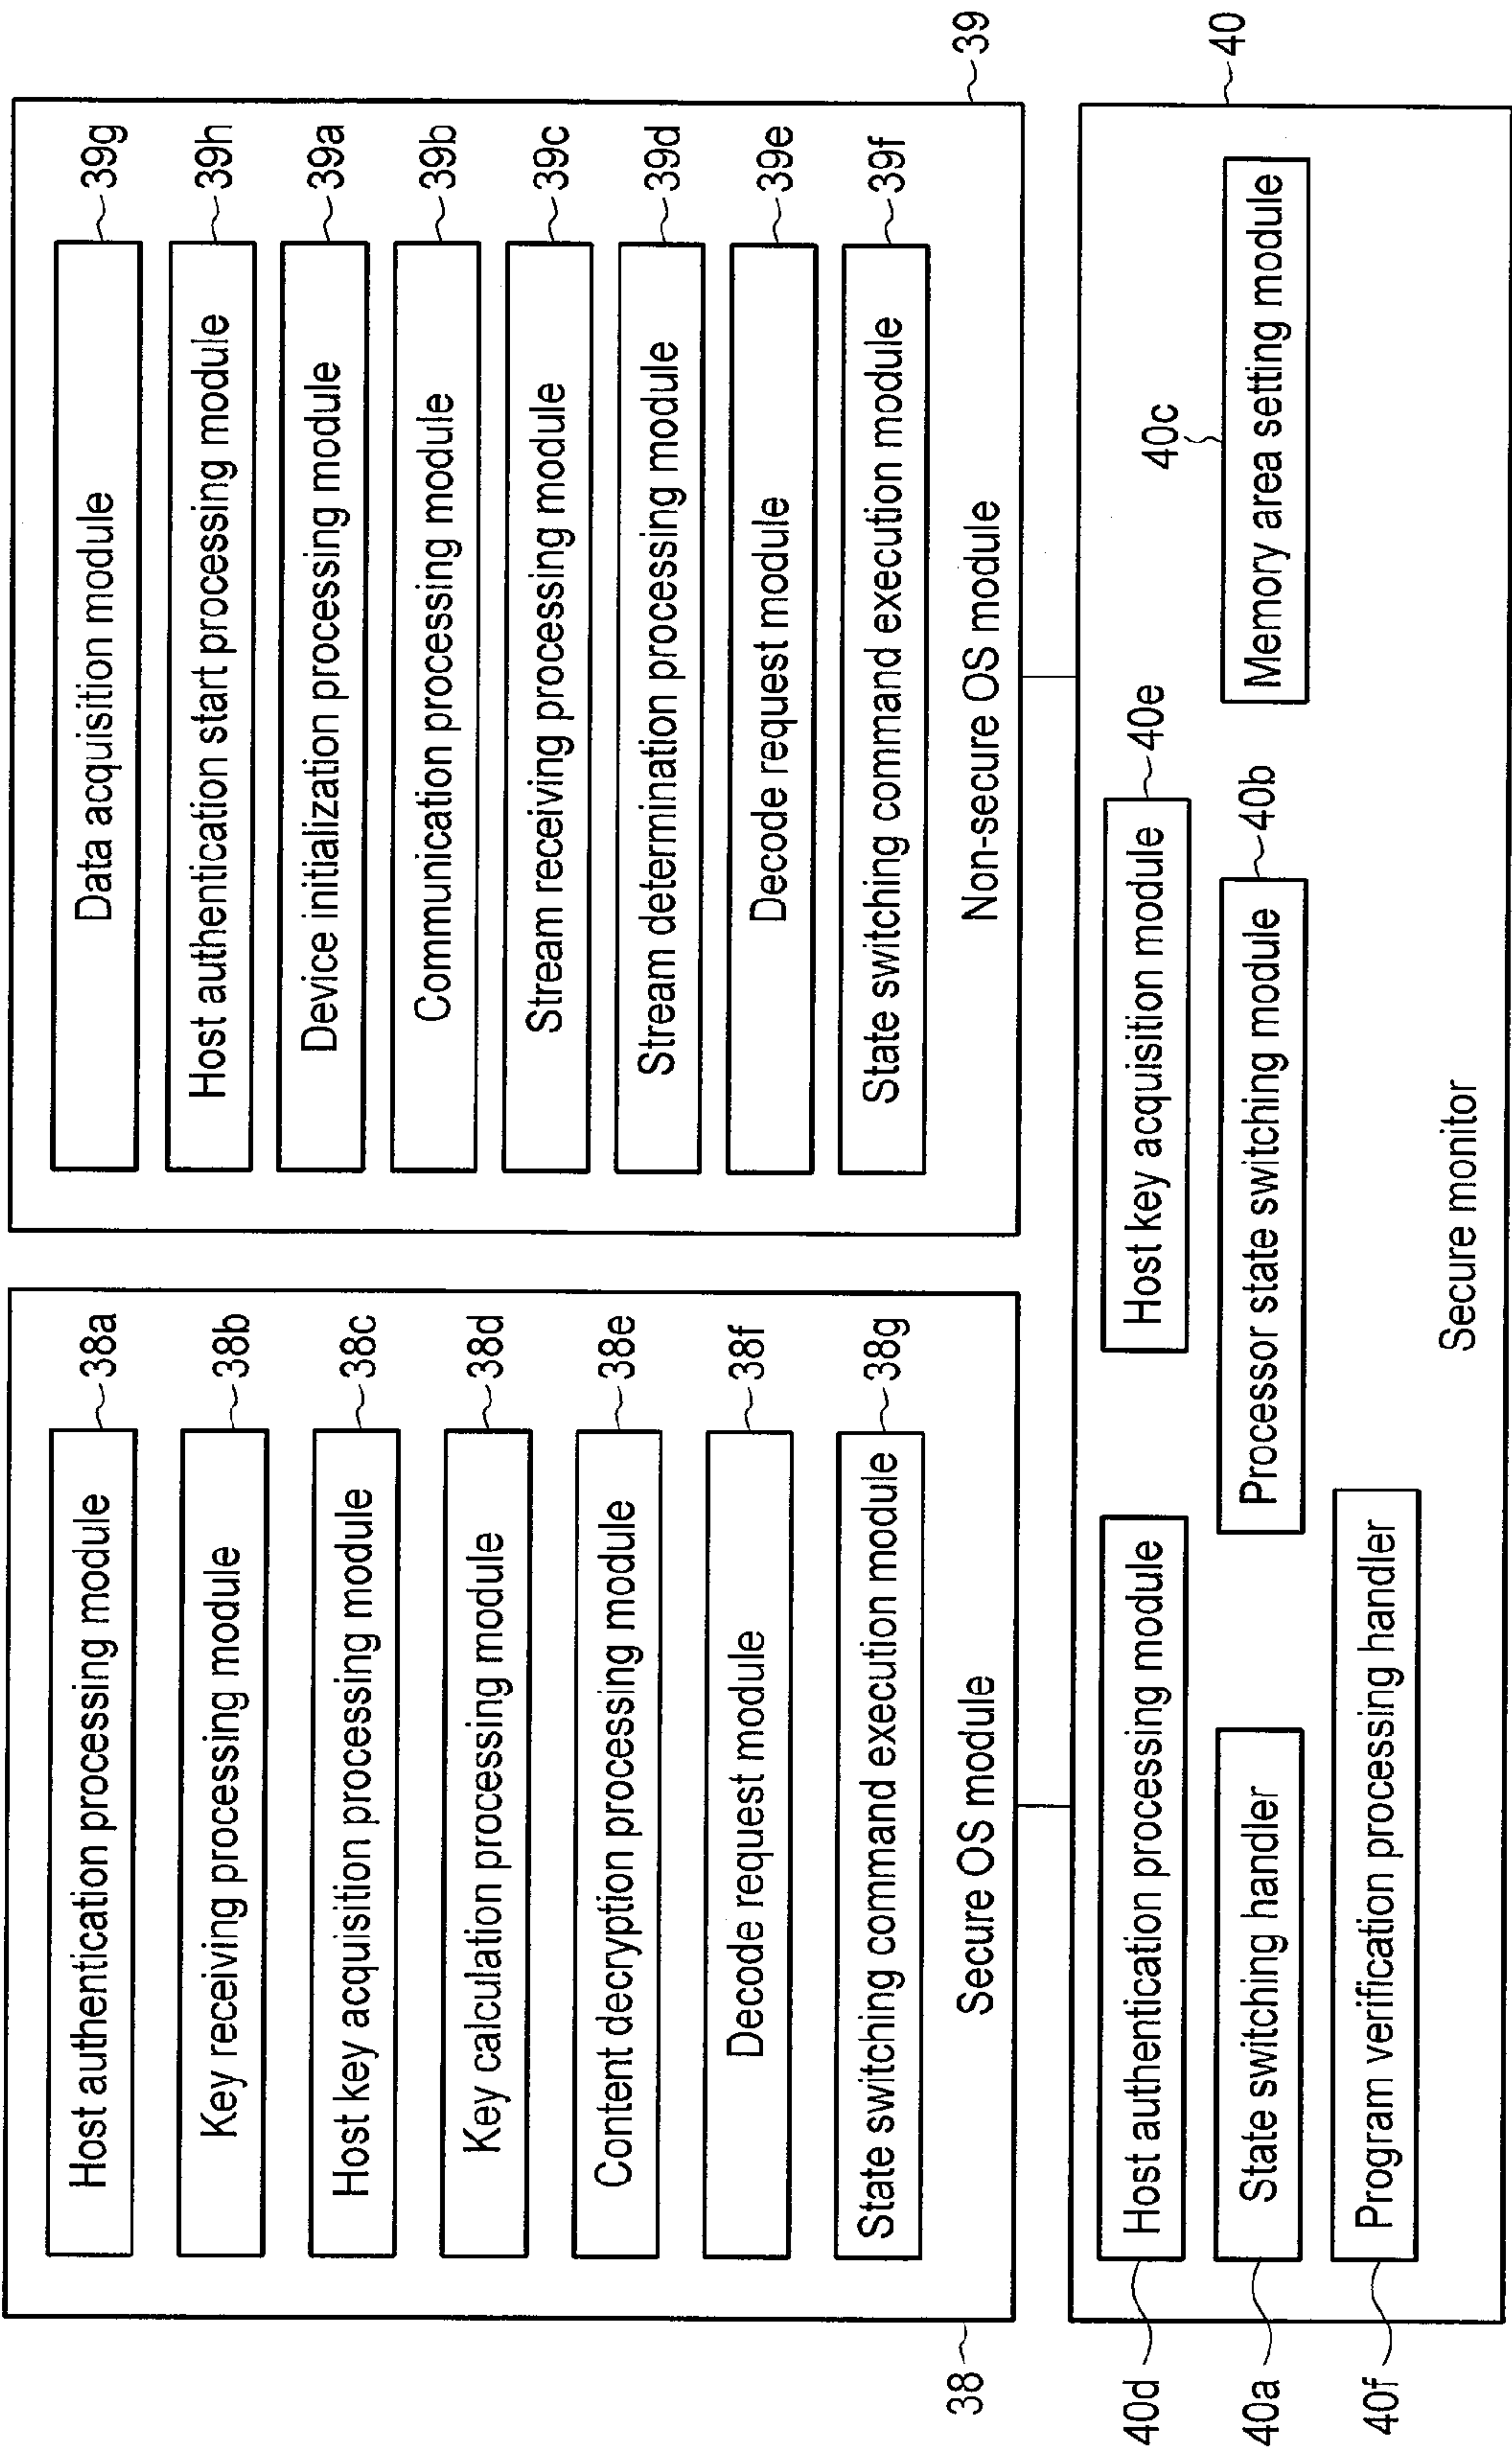 38a
Host authentication processing module
38b
Key receiving processing module
38c
Host key acquisition processing module
38d
Key calculation processing module
38e
Content decryption processing module
38f
Decode request module
38g
State switching command execution module
Secure OS module
38
39g
Data acquisition module
39h
Host authentication start processing module
39a
Device initialization processing module
39b
Communication processing module
39c
Stream receiving processing module
39d
Stream determination processing module
39e
Decode request module
39f
State switching command execution module
Non-secure OS module
39
40
40d
Host authentication processing module
Host key acquisition module
40e
40c
40a
State switching handler
Processor state switching module
40b
Memory area setting module
40f
Program verification processing handler
Secure monitor